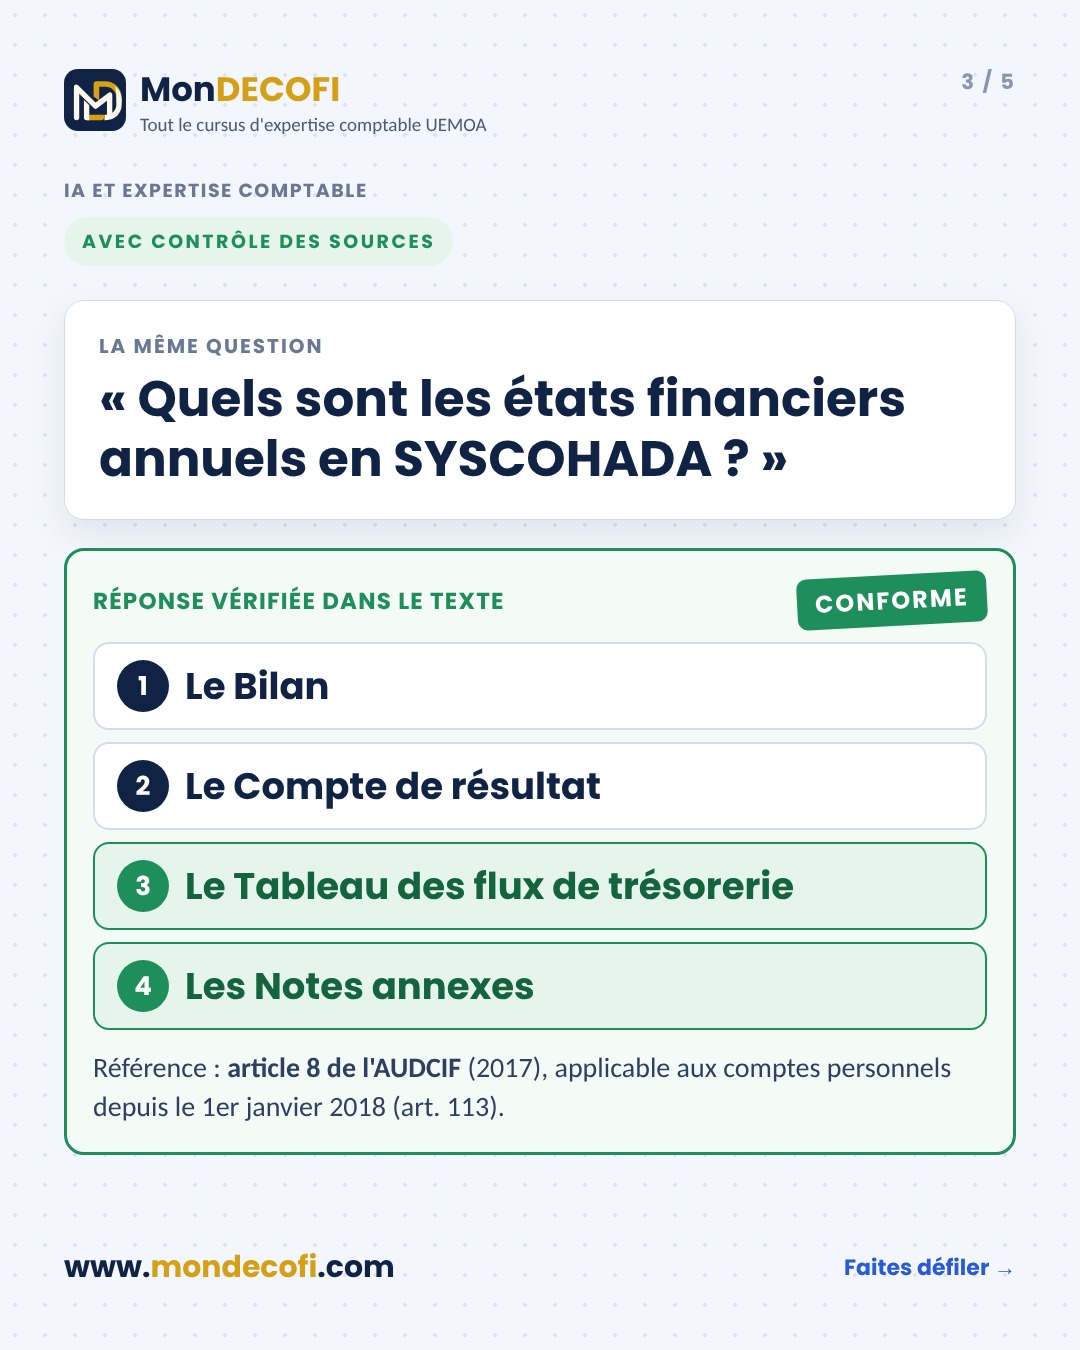 MD
MonDECOFI
Tout le cursus d'expertise comptable UEMOA
3 / 5
IA ET EXPERTISE COMPTABLE
AVEC CONTRÔLE DES SOURCES
LA MÊME QUESTION
« Quels sont les états financiers
annuels en SYSCOHADA ? »
RÉPONSE VÉRIFIÉE DANS LE TEXTE
CONFORME
1 Le Bilan
2 Le Compte de résultat
3 Le Tableau des flux de trésorerie
4 Les Notes annexes
Référence : article 8 de l'AUDCIF (2017), applicable aux comptes personnels
depuis le 1er janvier 2018 (art. 113).
www.mondecofi.com
Faites défiler →